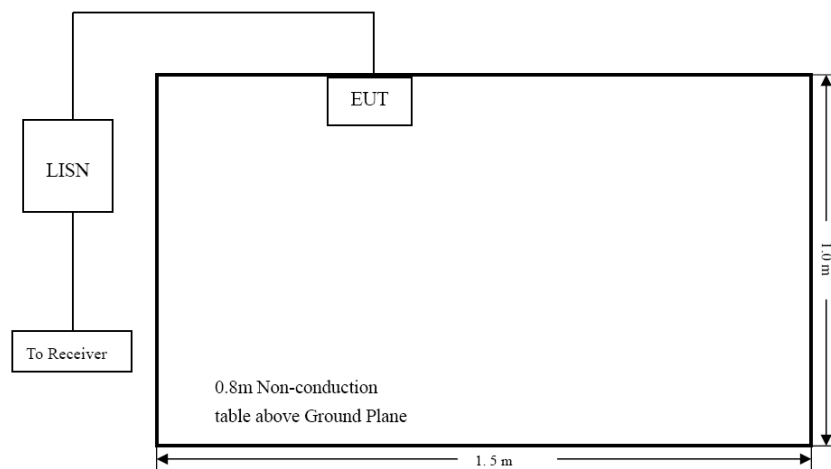 EUT
LISN
To Receiver
1.0 m
0.8m Non-conduction
table above Ground Plane
1. 5 m